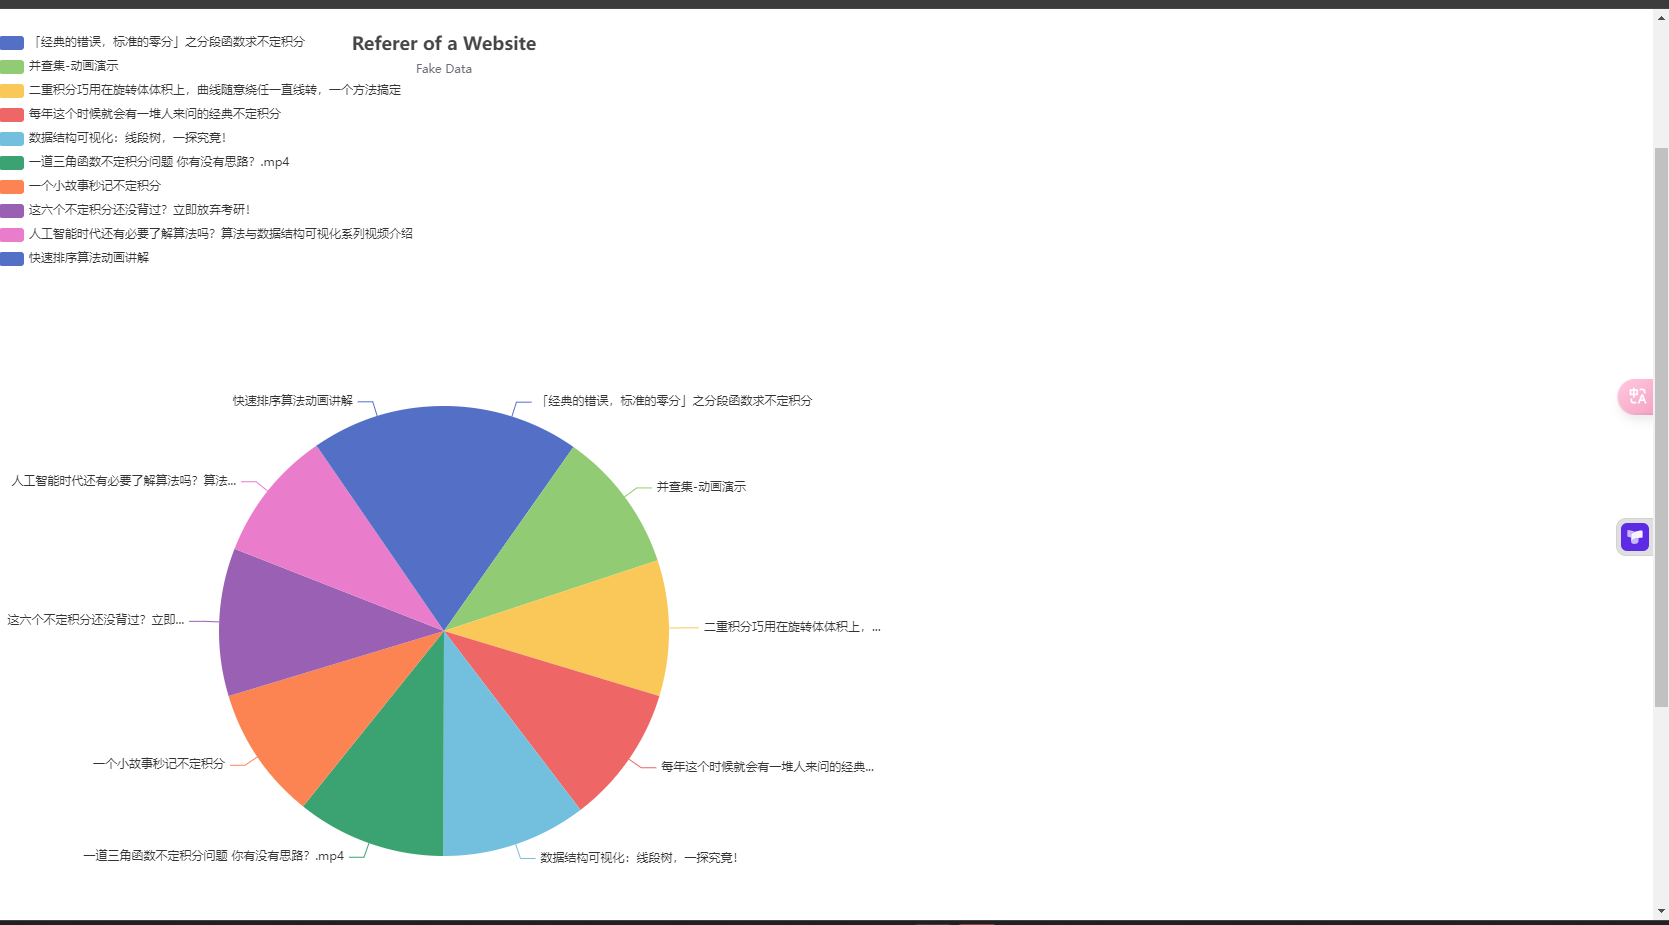 Referer of a Website
Fake Data
「经典的错误，标准的零分」之分段函数求不定积分
并查集-动画演示
二重积分巧用在旋转体体积上，曲线随意绕任一直线转，一个方法搞定
每年这个时候就会有一堆人来问的经典不定积分
数据结构可视化：线段树，一探究竟！
一道三角函数不定积分问题 你有没有思路？.mp4
一个小故事秒记不定积分
这六个不定积分还没背过？立即放弃考研！
人工智能时代还有必要了解算法吗？算法与数据结构可视化系列视频介绍
快速排序算法动画讲解
快速排序算法动画讲解
「经典的错误，标准的零分」之分段函数求不定积分
人工智能时代还有必要了解算法吗？算法...
并查集-动画演示
这六个不定积分还没背过？立即...
二重积分巧用在旋转体体积上，...
一个小故事秒记不定积分
每年这个时候就会有一堆人来问的经典...
一道三角函数不定积分问题 你有没有思路？.mp4
数据结构可视化：线段树，一探究竟！
中
A